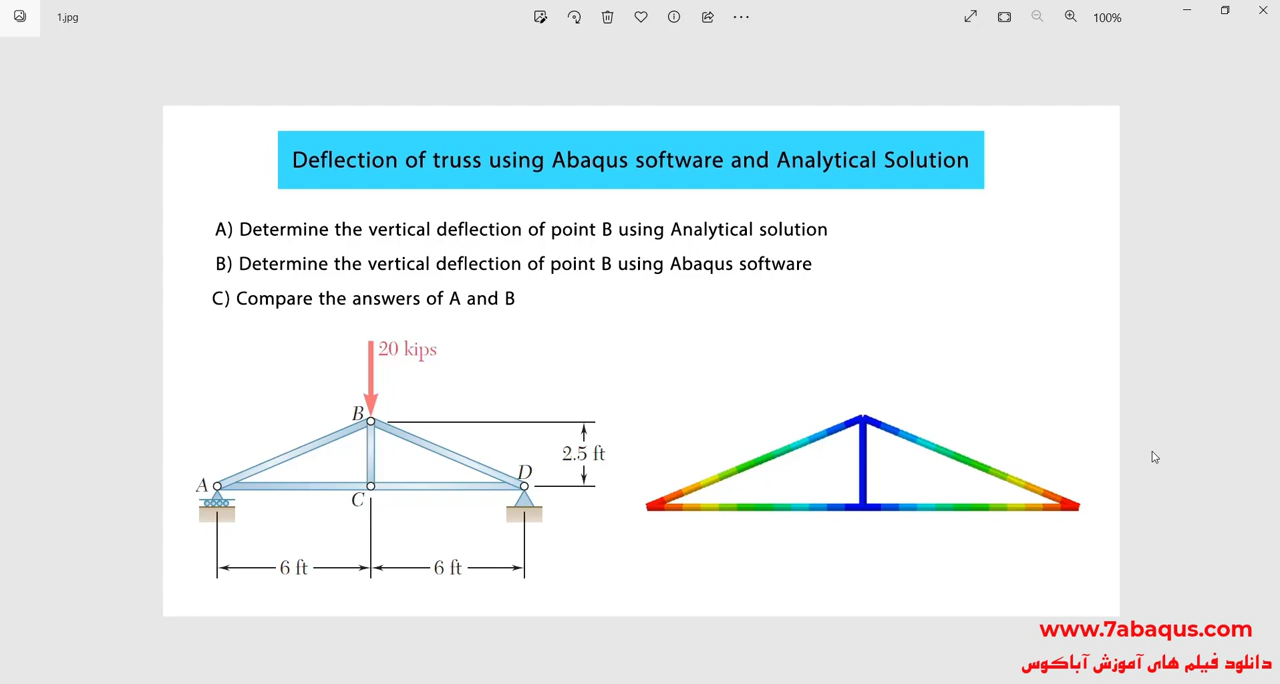 1.jpg
100%
Deflection of truss using Abaqus software and Analytical Solution
A) Determine the vertical deflection of point B using Analytical solution
B) Determine the vertical deflection of point B using Abaqus software
C) Compare the answers of A and B
20 kips
B
2.5 ft
A
D
C
6 ft
6 ft
www.7abaqus.com
دانلود فیلم های آموزش آباکوس